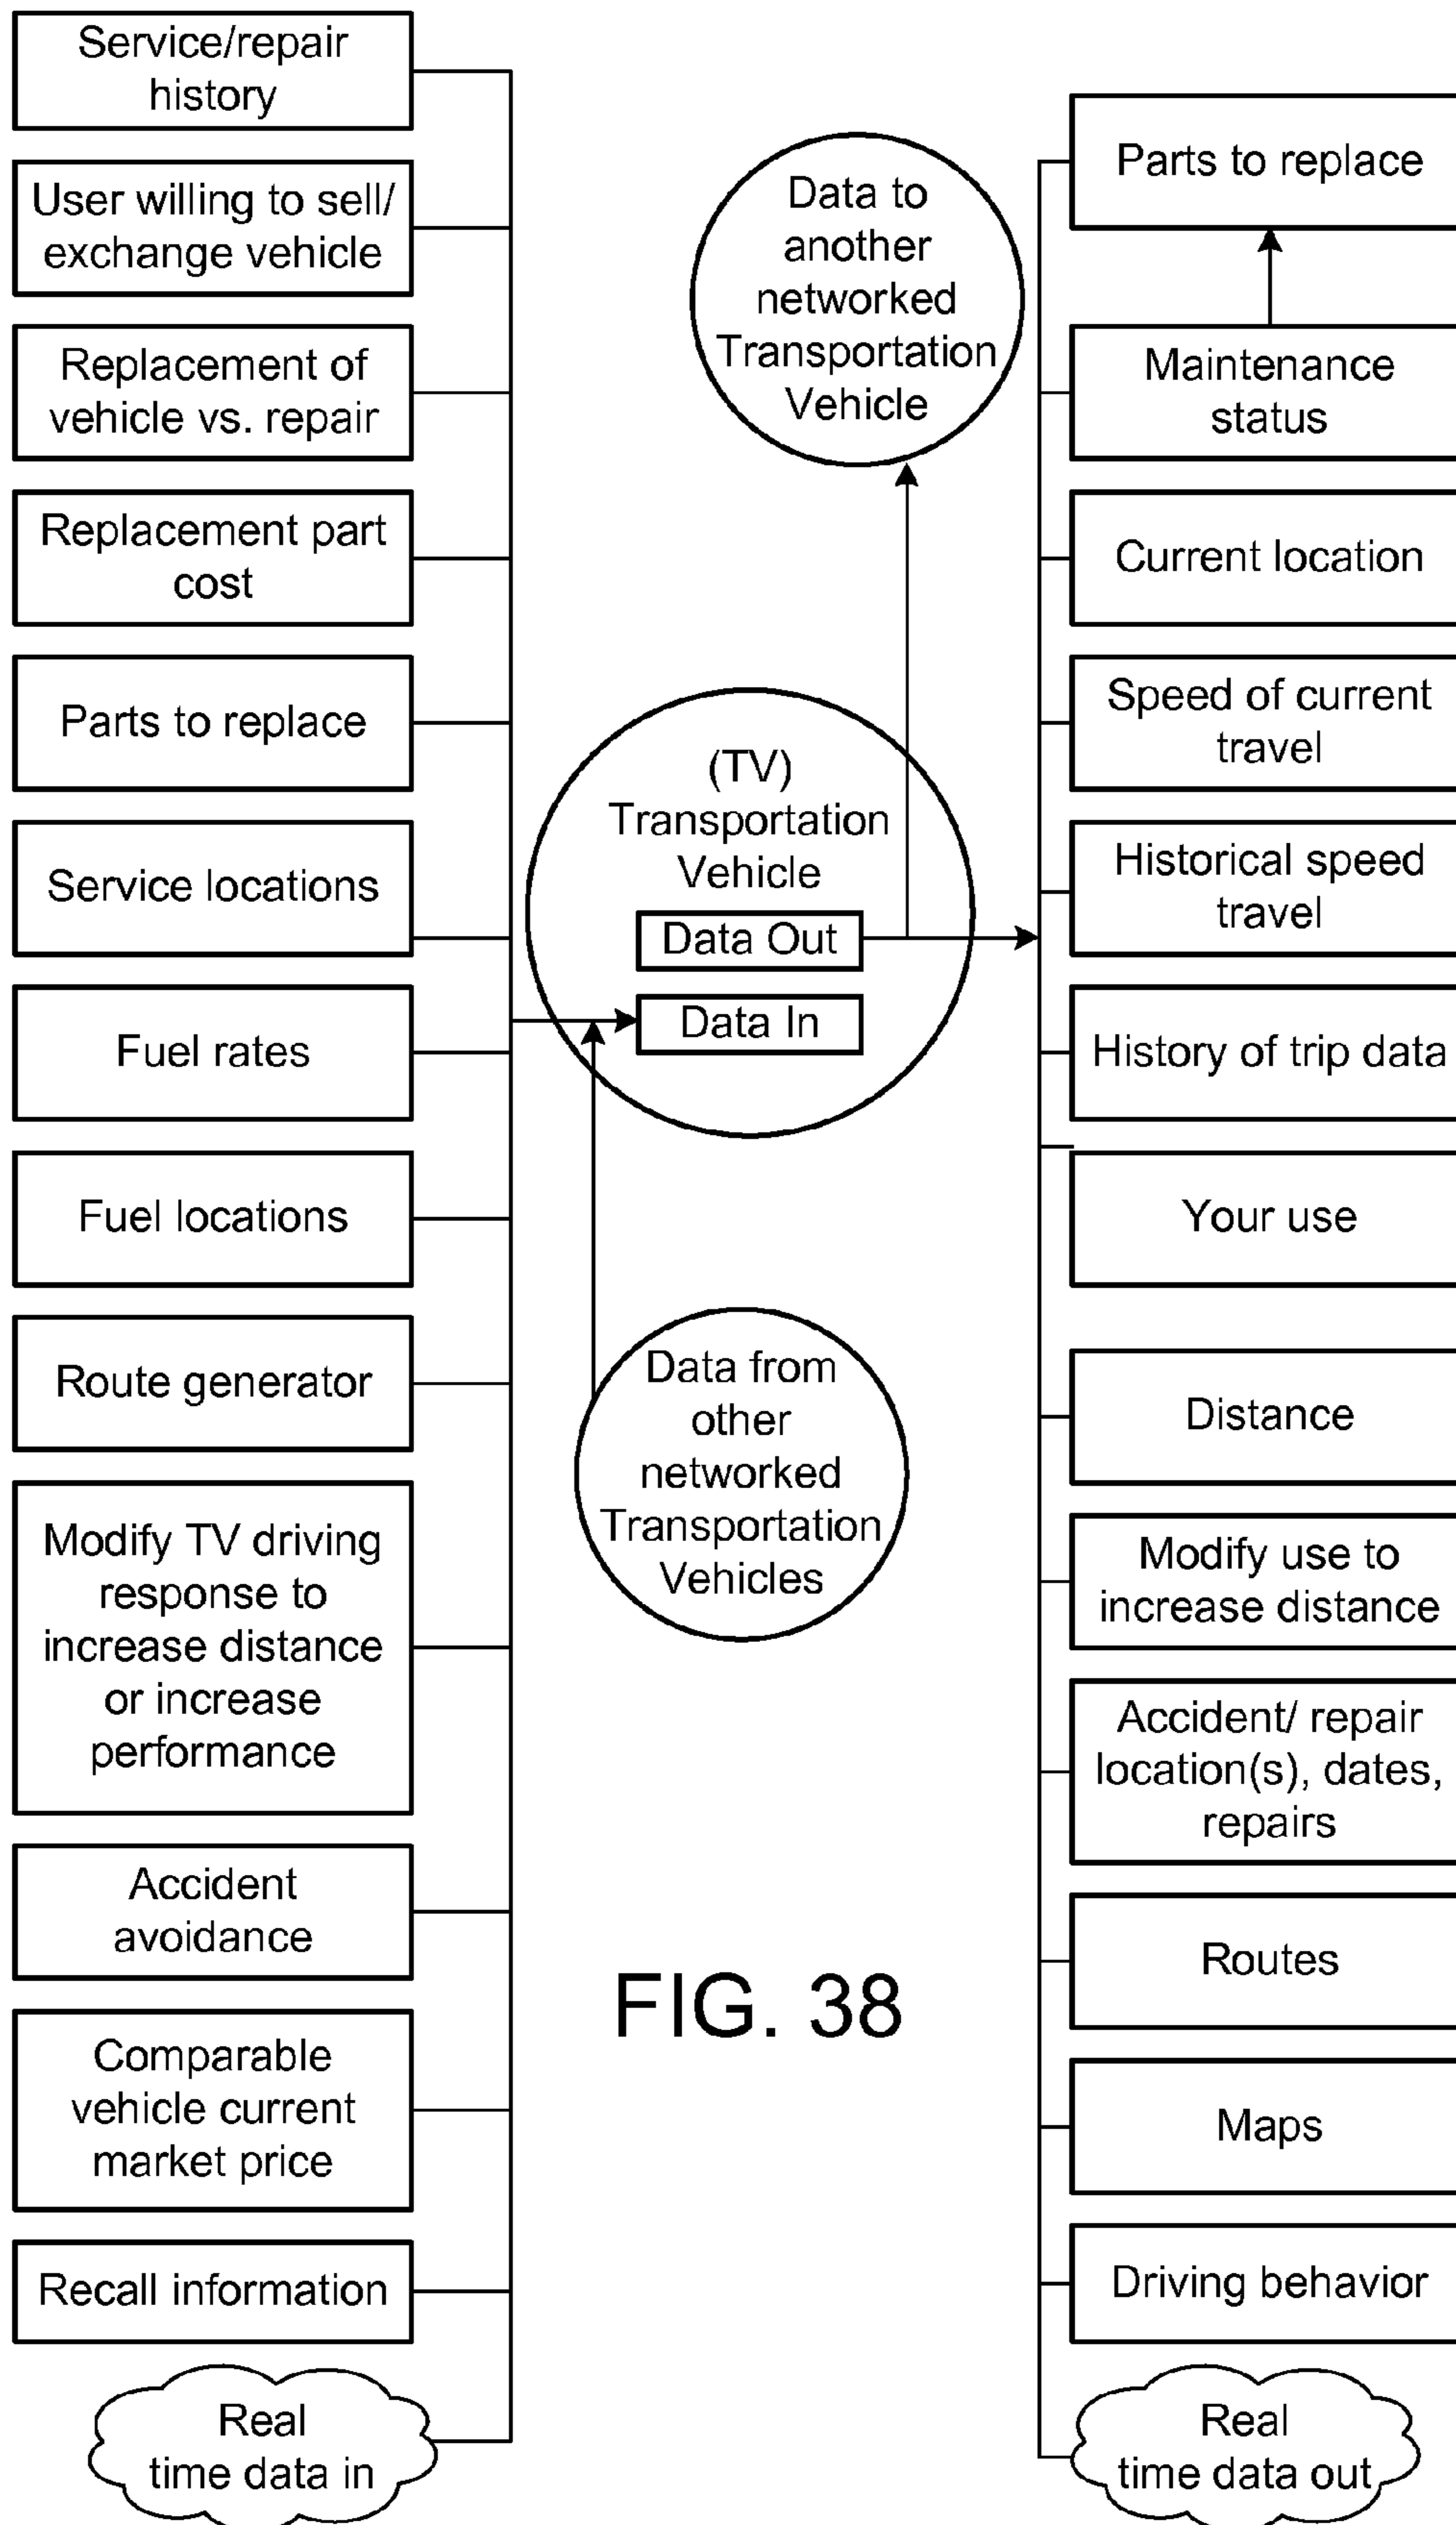 Service/repair
history
User willing to sell/
exchange vehicle
Replacement of
vehicle vs. repair
Replacement part
cost
Parts to replace
Service locations
Fuel rates
Fuel locations
Route generator
Modify TV driving
response to
increase distance
or increase
performance
Accident
avoidance
Comparable
vehicle current
market price
Recall information
Real
time data in
Data to
another
networked
Transportation
Vehicle
(TV)
Transportation
Vehicle
Data Out
Data In
Data from
other
networked
Transportation
Vehicles
FIG. 38
Parts to replace
Maintenance
status
Current location
Speed of current
travel
Historical speed
travel
History of trip data
Your use
Distance
Modify use to
increase distance
Accident/ repair
location(s), dates,
repairs
Routes
Maps
Driving behavior
Real
time data out